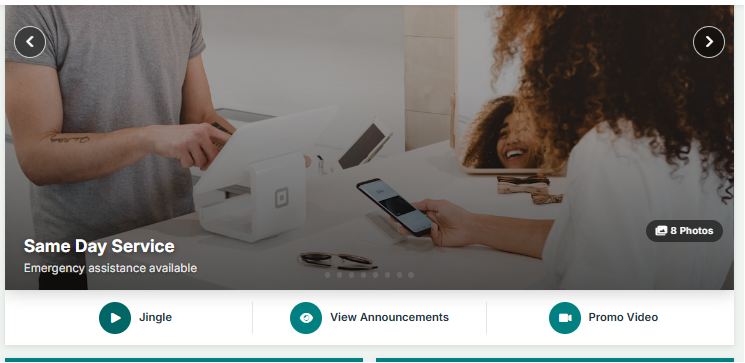 Same Day Service
Emergency assistance available
8 Photos
Jingle
View Announcements
Promo Video